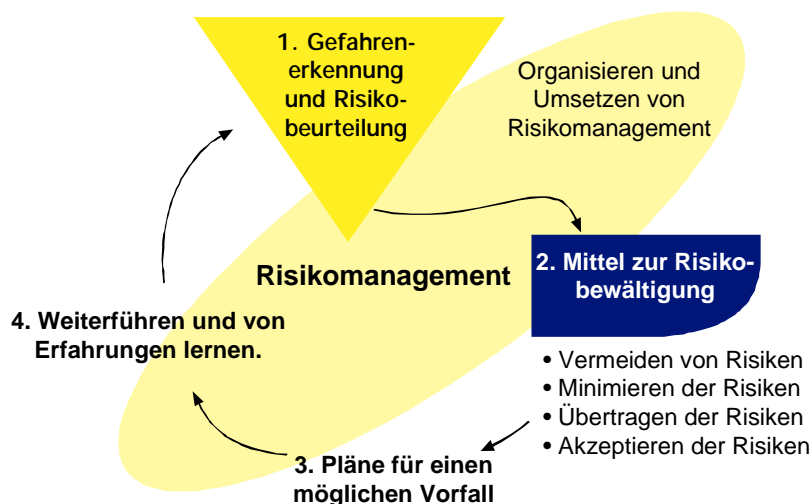 1. Gefahren-
erkennung
und Risiko-
beurteilung
Organisieren und
Umsetzen von
Risikomanagement
Risikomanagement
2. Mittel zur Risiko-
bewältigung
• Vermeiden von Risiken
• Minimieren der Risiken
• Übertragen der Risiken
• Akzeptieren der Risiken
3. Pläne für einen
möglichen Vorfall
4. Weiterführen und von
Erfahrungen lernen.